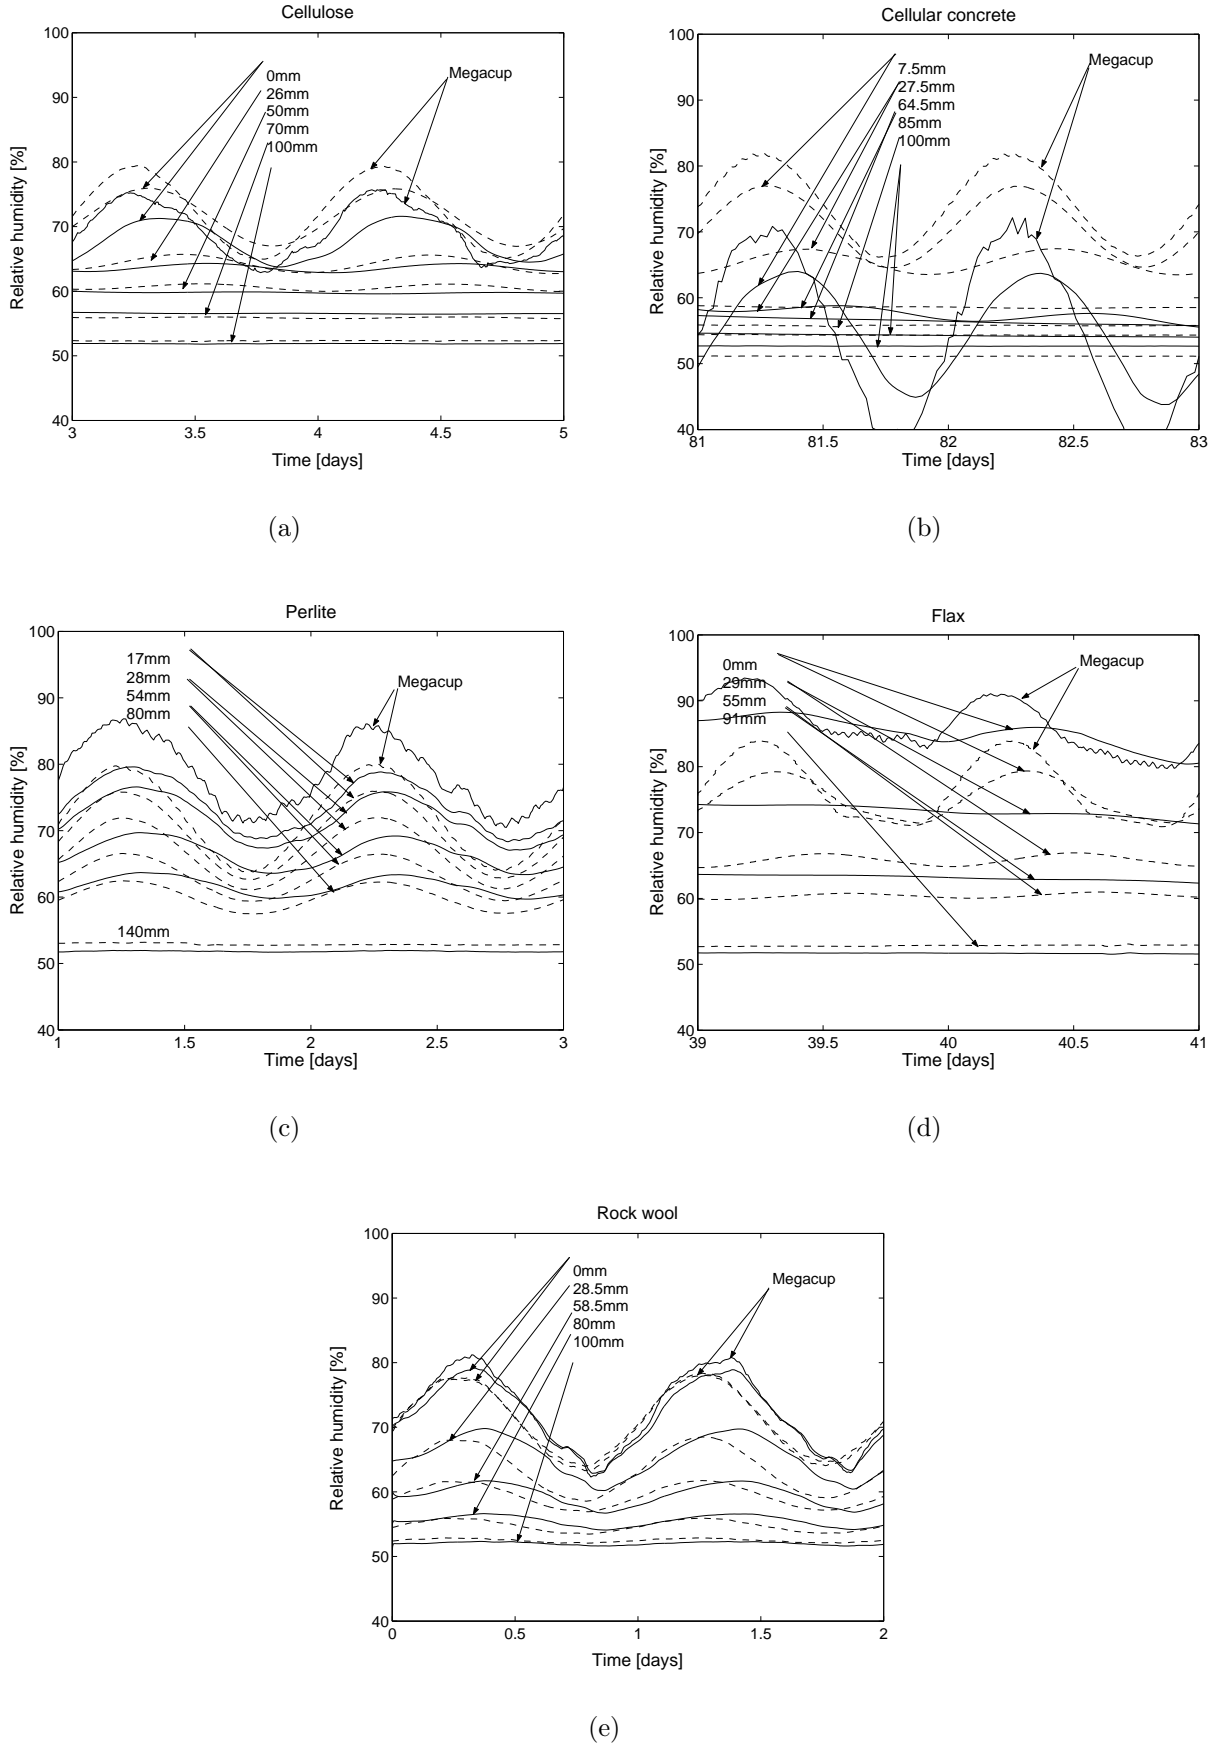 Cellulose
100
90
80
70
60
50
40
Relative humidity [%]
0mm
26mm
50mm
70mm
100mm
Megacup
3
3.5
4
4.5
5
Time [days]
(a)
Cellular concrete
100
90
80
70
60
50
40
Relative humidity [%]
7.5mm
27.5mm
64.5mm
85mm
100mm
Megacup
81
81.5
82
82.5
83
Time [days]
(b)
Perlite
100
90
80
70
60
50
40
Relative humidity [%]
17mm
28mm
54mm
80mm
140mm
Megacup
1
1.5
2
2.5
3
Time [days]
(c)
Flax
100
90
80
70
60
50
40
Relative humidity [%]
0mm
29mm
55mm
91mm
Megacup
39
39.5
40
40.5
41
Time [days]
(d)
Rock wool
100
90
80
70
60
50
40
Relative humidity [%]
0mm
28.5mm
58.5mm
80mm
100mm
Megacup
0
0.5
1
1.5
2
Time [days]
(e)